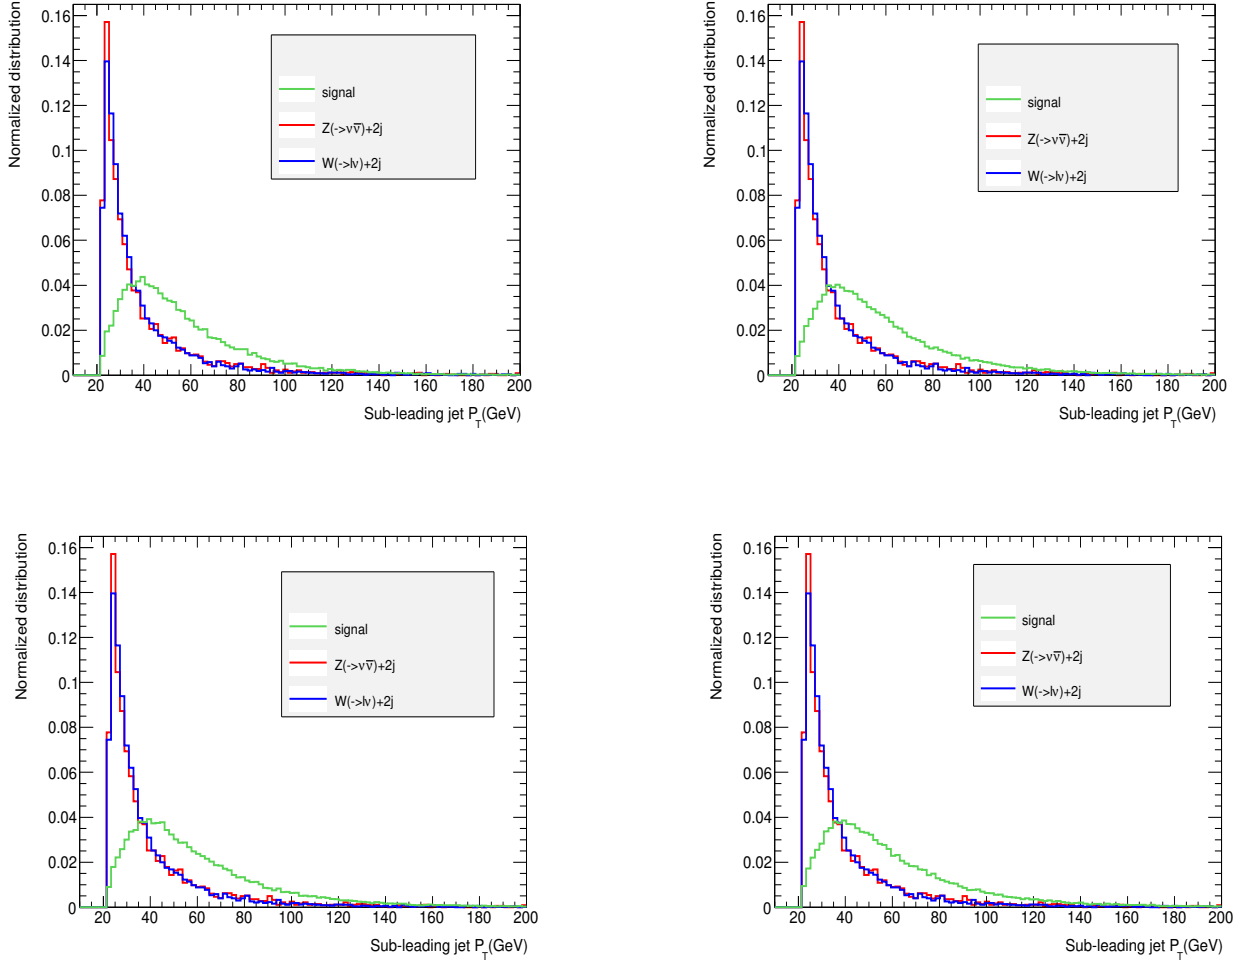 Normalized distribution
0.16
0.14
0.12
0.1
0.08
0.06
0.04
0.02
0
signal
Z(->νν̅)+2j
W(->lν)+2j
20 40 60 80 100 120 140 160 180 200
Sub-leading jet P_T(GeV)
Normalized distribution
0.16
0.14
0.12
0.1
0.08
0.06
0.04
0.02
0
signal
Z(->νν̅)+2j
W(->lν)+2j
20 40 60 80 100 120 140 160 180 200
Sub-leading jet P_T(GeV)
Normalized distribution
0.16
0.14
0.12
0.1
0.08
0.06
0.04
0.02
0
signal
Z(->νν̅)+2j
W(->lν)+2j
20 40 60 80 100 120 140 160 180 200
Sub-leading jet P_T(GeV)
Normalized distribution
0.16
0.14
0.12
0.1
0.08
0.06
0.04
0.02
0
signal
Z(->νν̅)+2j
W(->lν)+2j
20 40 60 80 100 120 140 160 180 200
Sub-leading jet P_T(GeV)